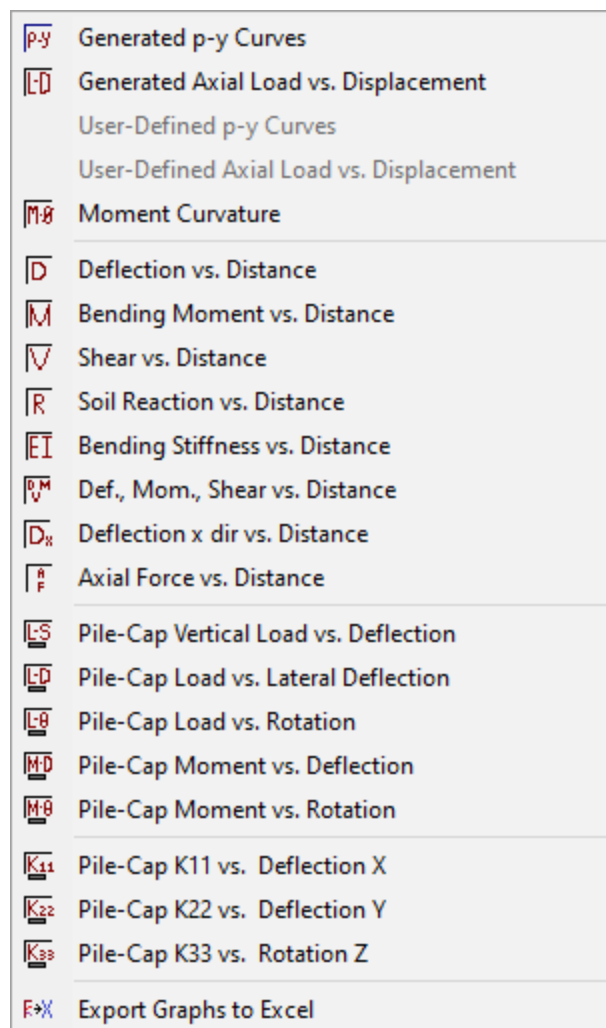 p-y Generated p-y Curves
L-D Generated Axial Load vs. Displacement
User-Defined p-y Curves
User-Defined Axial Load vs. Displacement
M-Ø Moment Curvature
D Deflection vs. Distance
M Bending Moment vs. Distance
V Shear vs. Distance
R Soil Reaction vs. Distance
EI Bending Stiffness vs. Distance
D V M Def., Mom., Shear vs. Distance
Dx Deflection x dir vs. Distance
A F Axial Force vs. Distance
L-S Pile-Cap Vertical Load vs. Deflection
L-D Pile-Cap Load vs. Lateral Deflection
L-θ Pile-Cap Load vs. Rotation
M-D Pile-Cap Moment vs. Deflection
M-θ Pile-Cap Moment vs. Rotation
K11 Pile-Cap K11 vs.  Deflection X
K22 Pile-Cap K22 vs.  Deflection Y
K33 Pile-Cap K33 vs.  Rotation Z
E→X Export Graphs to Excel